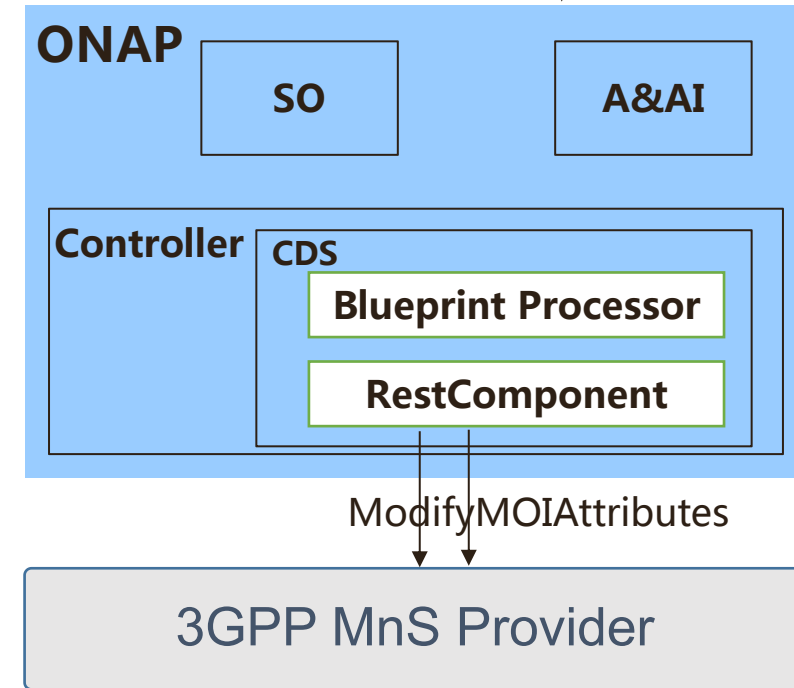 ONAP
SO
A&AI
Controller
CDS
Blueprint Processor
RestComponent
ModifyMOIAttributes
3GPP MnS Provider